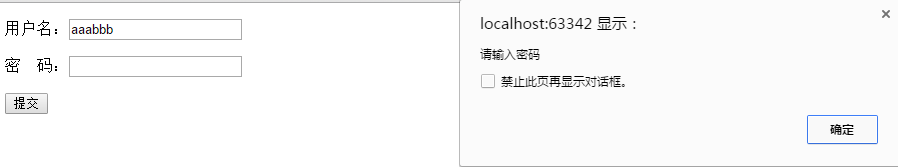 用户名：aaabbb
密　码：
提交
localhost:63342 显示：
请输入密码
禁止此页再显示对话框。
确定